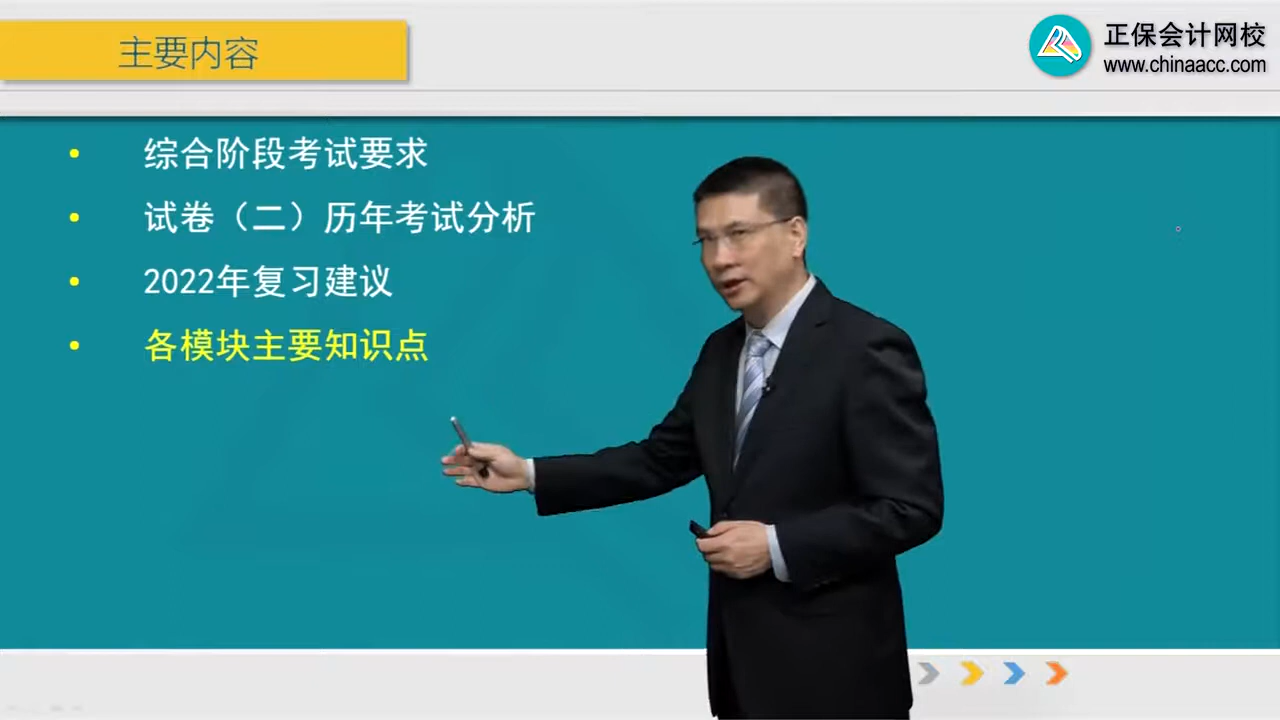 主要内容
正保会计网校
www.chinaacc.com
综合阶段考试要求
试卷（二）历年考试分析
2022年复习建议
各模块主要知识点